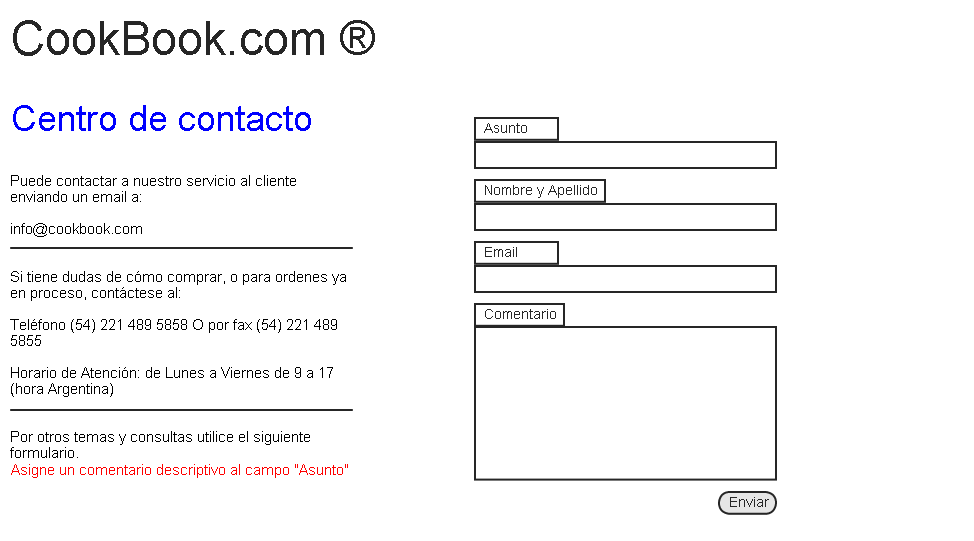 CookBook.com ®
Centro de contacto
Puede contactar a nuestro servicio al cliente
enviando un email a:
info@cookbook.com
Si tiene dudas de cómo comprar, o para ordenes ya
en proceso, contáctese al:
Teléfono (54) 221 489 5858 O por fax (54) 221 489
5855
Horario de Atención: de Lunes a Viernes de 9 a 17
(hora Argentina)
Por otros temas y consultas utilice el siguiente
formulario.
Asigne un comentario descriptivo al campo "Asunto"
Asunto
Nombre y Apellido
Email
Comentario
Enviar